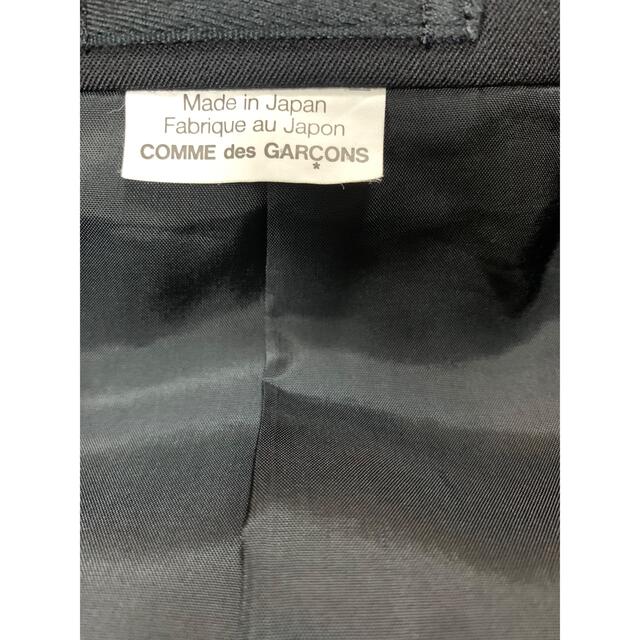 Made in Japan
Fabrique au Japon
COMME des GARÇONS
*